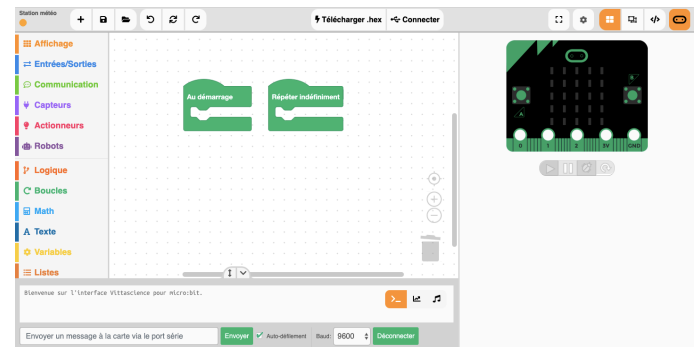 Station météo
Télécharger .hex
Connecter
Affichage
Entrées/Sorties
Communication
Capteurs
Actionneurs
Robots
Logique
Boucles
Math
Texte
Variables
Listes
Au démarrage
Répéter indéfiniment
A
B
0 1 2 3V GND
Bienvenue sur l'interface Vittascience pour micro:bit.
Envoyer un message à la carte via le port série
Envoyer
Auto-défilement
Baud: 9600
Déconnecter